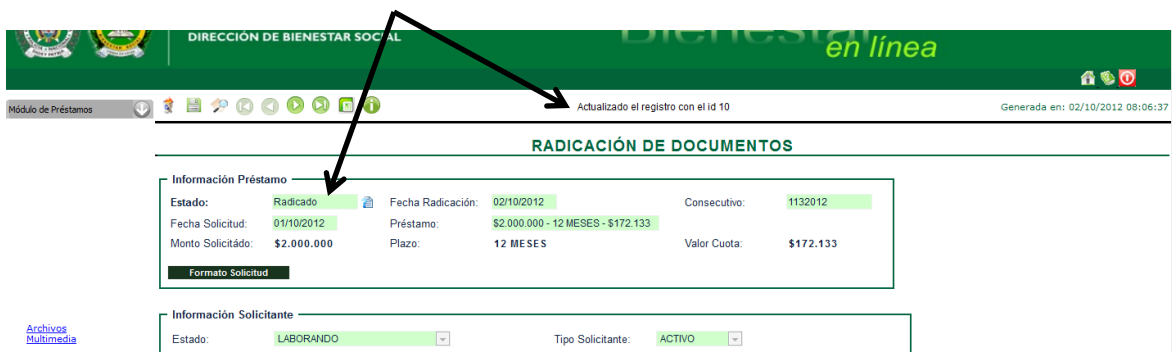 DIRECCIÓN DE BIENESTAR SOCIAL
Bienestar
en línea
Módulo de Préstamos
Actualizado el registro con el id 10
Generada en: 02/10/2012 08:06:37
RADICACIÓN DE DOCUMENTOS
Información Préstamo
Estado: Radicado Fecha Radicación: 02/10/2012 Consecutivo: 1132012
Fecha Solicitud: 01/10/2012 Préstamo: $2.000.000 - 12 MESES - $172.133
Monto Solicitádo: $2.000.000 Plazo: 12 MESES Valor Cuota: $172.133
Formato Solicitud
Información Solicitante
Archivos
Multimedia
Estado: LABORANDO Tipo Solicitante: ACTIVO